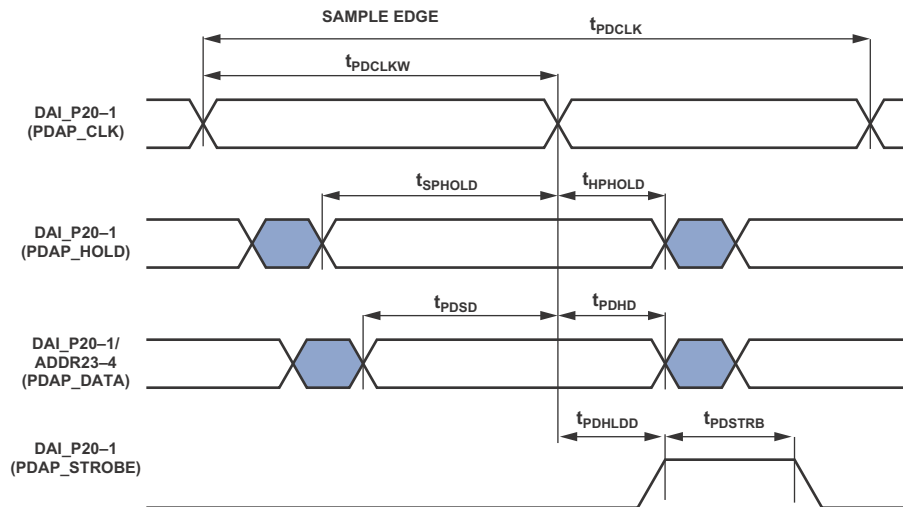 SAMPLE EDGE
tPDCLK
tPDCLKW
DAI_P20–1
(PDAP_CLK)
tSPHOLD
tHPHOLD
DAI_P20–1
(PDAP_HOLD)
tPDSD
tPDHD
DAI_P20–1/
ADDR23–4
(PDAP_DATA)
tPDHLDD
tPDSTRB
DAI_P20–1
(PDAP_STROBE)